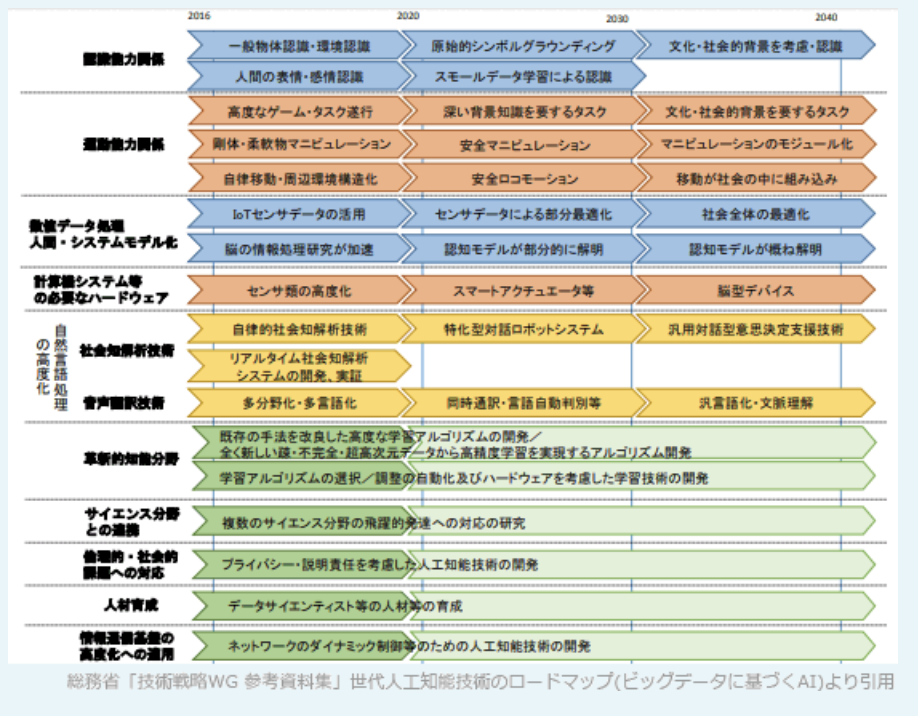 2016 2020 2030 2040
認識能力関係
一般物体認識・環境認識 原始的シンボルグラウンディング 文化・社会的背景を考慮・認識
人間の表情・感情認識 スモールデータ学習による認識
運動能力関係
高度なゲーム・タスク遂行 深い背景知識を要するタスク 文化・社会的背景を要するタスク
剛体・柔軟物マニピュレーション 安全マニピュレーション マニピュレーションのモジュール化
自律移動・周辺環境構造化 安全ロコモーション 移動が社会の中に組み込み
数値データ処理
人間・システムモデル化
IoTセンサデータの活用 センサデータによる部分最適化 社会全体の最適化
脳の情報処理研究が加速 認知モデルが部分的に解明 認知モデルが概ね解明
計算機システム等
の必要なハードウェア
センサ類の高度化 スマートアクチュエータ等 脳型デバイス
自然言語処理
の高度化
社会知解析技術
自律的社会知解析技術 特化型対話ロボットシステム 汎用対話型意思決定支援技術
リアルタイム社会知解析
システムの開発、実証
音声翻訳技術
多分野化・多言語化 同時通訳・言語自動判別等 汎言語化・文脈理解
革新的知能分野
既存の手法を改良した高度な学習アルゴリズムの開発／
全く新しい疎・不完全・超高次元データから高精度学習を実現するアルゴリズム開発
学習アルゴリズムの選択／調整の自動化及びハードウェアを考慮した学習技術の開発
サイエンス分野
との連携
複数のサイエンス分野の飛躍的発達への対応の研究
倫理的・社会的
課題への対応
プライバシー・説明責任を考慮した人工知能技術の開発
人材育成
データサイエンティスト等の人材等の育成
情報通信基盤の
高度化への適用
ネットワークのダイナミック制御等のための人工知能技術の開発
総務省「技術戦略WG 参考資料集」世代人工知能技術のロードマップ(ビッグデータに基づくAI)より引用